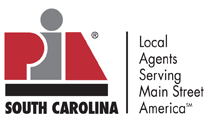 PIA®
SOUTH CAROLINA
Local
Agents
Serving
Main Street
America℠